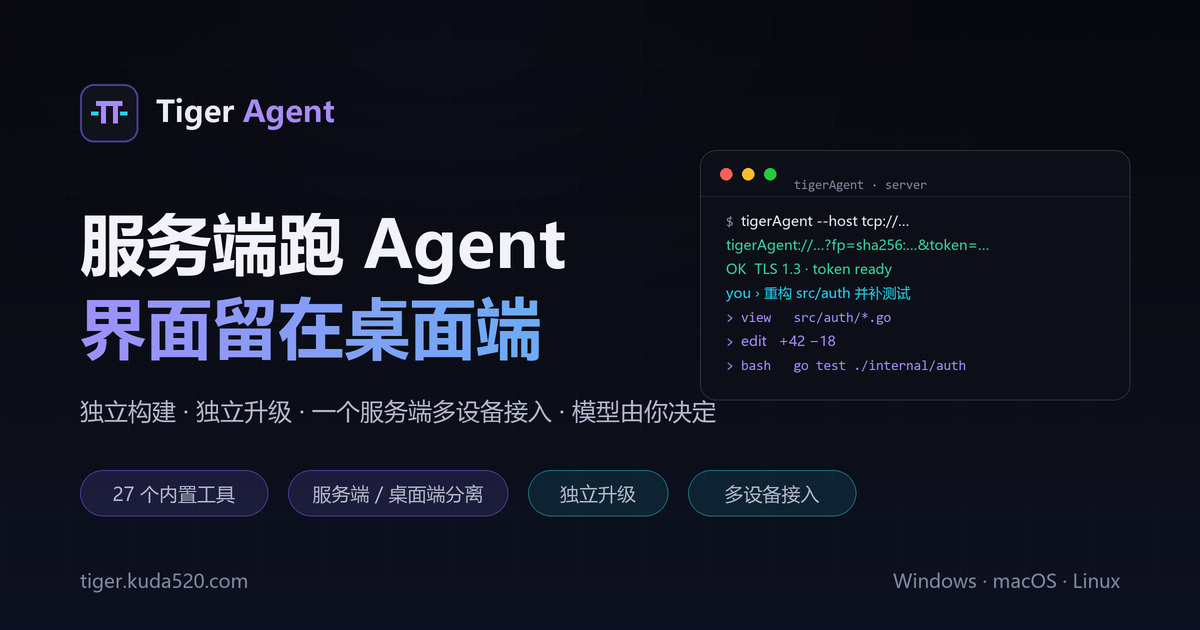 Tiger Agent
服务端跑 Agent
界面留在桌面端
独立构建 · 独立升级 · 一个服务端多设备接入 · 模型由你决定
27 个内置工具
服务端 / 桌面端分离
独立升级
多设备接入
tigerAgent · server
$ tigerAgent --host tcp://...
tigerAgent://...?fp=sha256:...&token=...
OK TLS 1.3 · token ready
you › 重构 src/auth 并补测试
> view src/auth/*.go
> edit +42 −18
> bash go test ./internal/auth
tiger.kuda520.com
Windows · macOS · Linux